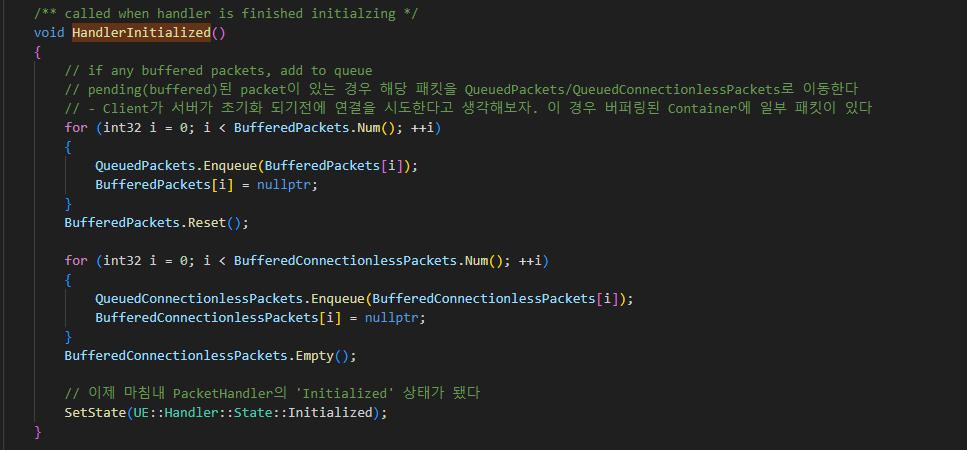 /** called when handler is finished initialzing */
void HandlerInitialized()
{
// if any buffered packets, add to queue
// pending(buffered)된 packet이 있는 경우 해당 패킷을 QueuedPackets/QueuedConnectionlessPackets로 이동한다
// - Client가 서버가 초기화 되기전에 연결을 시도한다고 생각해보자. 이 경우 버퍼링된 Container에 일부 패킷이 있다
for (int32 i = 0; i < BufferedPackets.Num(); ++i)
{
QueuedPackets.Enqueue(BufferedPackets[i]);
BufferedPackets[i] = nullptr;
}
BufferedPackets.Reset();
for (int32 i = 0; i < BufferedConnectionlessPackets.Num(); ++i)
{
QueuedConnectionlessPackets.Enqueue(BufferedConnectionlessPackets[i]);
BufferedConnectionlessPackets[i] = nullptr;
}
BufferedConnectionlessPackets.Empty();
// 이제 마침내 PacketHandler의 'Initialized' 상태가 됐다
SetState(UE::Handler::State::Initialized);
}